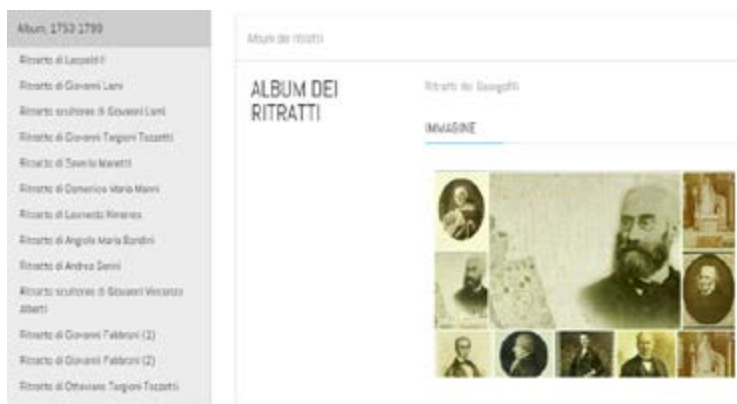 Album, 1753-1799
Ritratto di Leopoldo II
Ritratto di Giovanni Lami
Ritratto scultoreo di Giovanni Lami
Ritratto di Giovanni Targioni Tozzetti
Ritratto di Saverio Manetti
Ritratto di Domenico Maria Manni
Ritratto di Leonardo Ximenes
Ritratto di Angiolo Maria Bandini
Ritratto di Andrea
Ritratto scultoreo di Giovanni Vincenzo
Alberti
Ritratto di Giovanni Fabbroni (1)
Ritratto di Giovanni Fabbroni (2)
Ritratto di Ottaviano Targioni Tozzetti
Album dei ritratti
ALBUM DEI
RITRATTI
Ritratti dei Georgofili
IMMAGINE